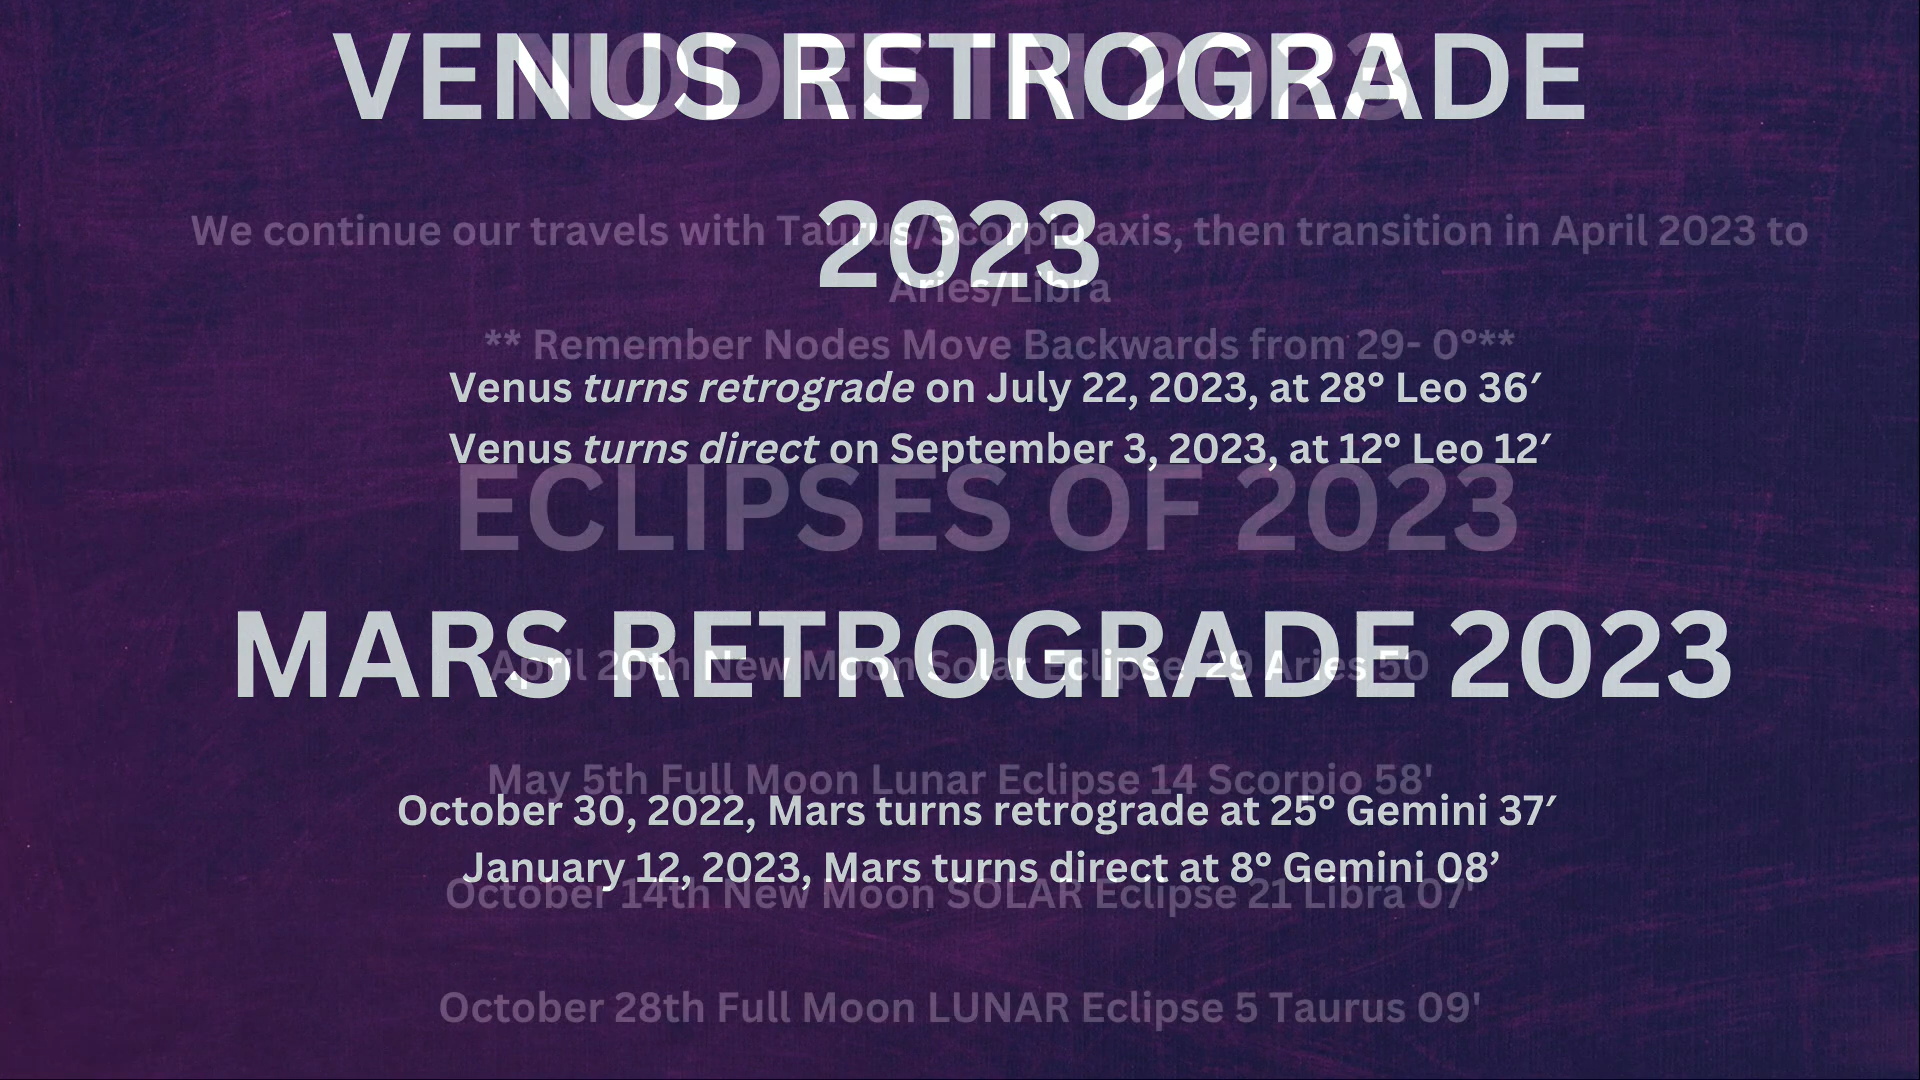 VENUS RETROGRADE
2023
Venus turns retrograde on July 22, 2023, at 28° Leo 36′
Venus turns direct on September 3, 2023, at 12° Leo 12′
MARS RETROGRADE 2023
October 30, 2022, Mars turns retrograde at 25° Gemini 37′
January 12, 2023, Mars turns direct at 8° Gemini 08’
NODES IN 2023
We continue our travels with Taurus/Scorpio axis, then transition in April 2023 to
Aries/Libra
** Remember Nodes Move Backwards from 29- 0°**
ECLIPSES OF 2023
April 20th New Moon Solar Eclipse 29 Aries 50
May 5th Full Moon Lunar Eclipse 14 Scorpio 58'
October 14th New Moon SOLAR Eclipse 21 Libra 07'
October 28th Full Moon LUNAR Eclipse 5 Taurus 09'